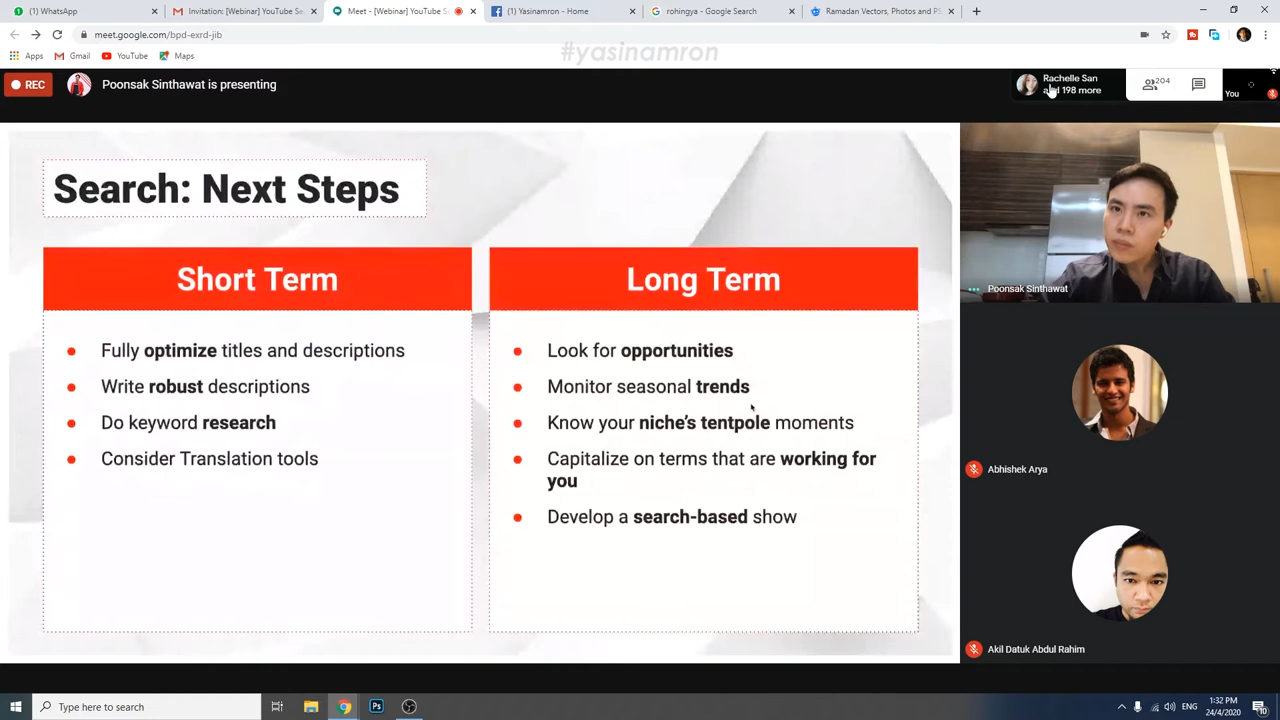 (1) WhatsApp
Invitation: [Webinar] YouTube S
Meet - [Webinar] YouTube S
(1) Yasinamron - Home
rohingya - Google Search
Ramadan Vectors, Photos and PS
meet.google.com/bpd-exrd-jib
Apps
Gmail
YouTube
Maps
#yasinamron
REC
Poonsak Sinthawat is presenting
Rachelle San
and 198 more
204
You
Search: Next Steps
Short Term
Fully optimize titles and descriptions
Write robust descriptions
Do keyword research
Consider Translation tools
Long Term
Look for opportunities
Monitor seasonal trends
Know your niche's tentpole moments
Capitalize on terms that are working for
you
Develop a search-based show
Poonsak Sinthawat
Abhishek Arya
Akil Datuk Abdul Rahim
Type here to search
Ps
ENG
1:32 PM
24/4/2020
10